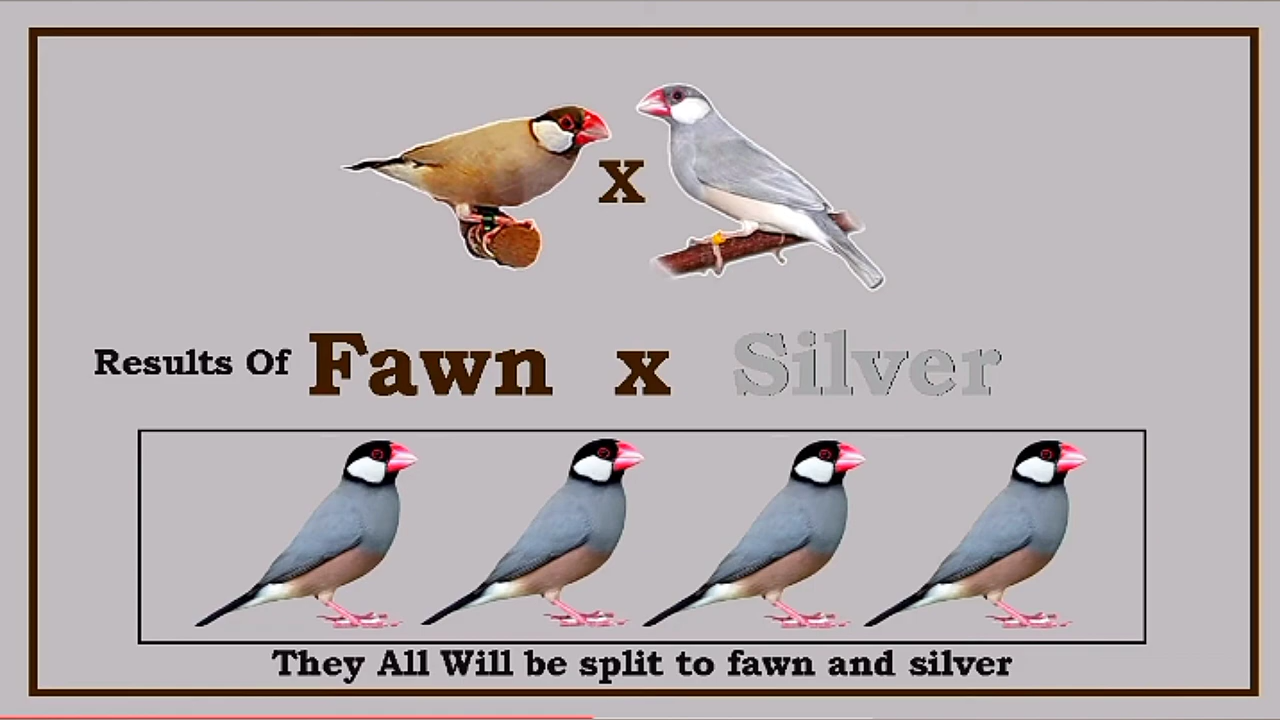 x
Results Of Fawn x Silver
They All Will be split to fawn and silver